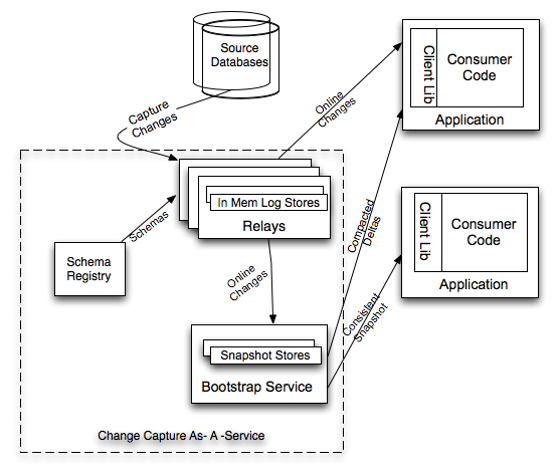 Source
Databases
Capture
Changes
Online
Changes
Client Lib
Consumer
Code
Application
In Mem Log Stores
Relays
Schemas
Schema
Registry
Online
Changes
Compacted
Deltas
Client Lib
Consumer
Code
Application
Consistent
Snapshot
Snapshot Stores
Bootstrap Service
Change Capture As- A -Service